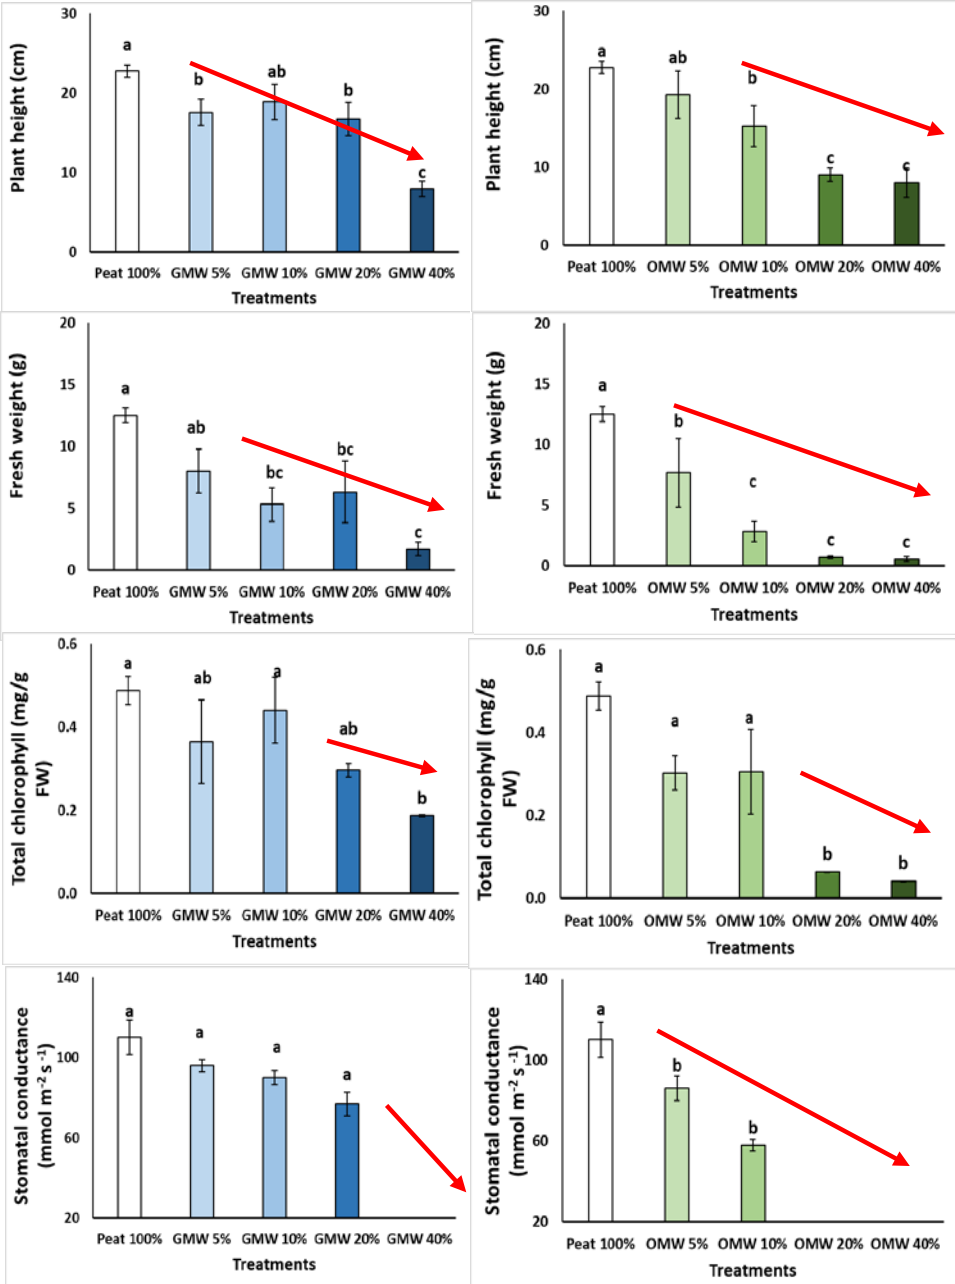 30
20
10
0
Plant height (cm)
a
b
ab
b
c
Peat 100% GMW 5% GMW 10% GMW 20% GMW 40%
Treatments
30
20
10
0
Plant height (cm)
a
ab
b
c
c
Peat 100% OMW 5% OMW 10% OMW 20% OMW 40%
Treatments
20
15
10
5
0
Fresh weight (g)
a
ab
bc
bc
c
Peat 100% GMW 5% GMW 10% GMW 20% GMW 40%
Treatments
20
15
10
5
0
Fresh weight (g)
a
b
c
c
c
Peat 100% OMW 5% OMW 10% OMW 20% OMW 40%
Treatments
0.6
0.4
0.2
0.0
Total chlorophyll (mg/g
FW)
a
ab
a
ab
b
Peat 100% GMW 5% GMW 10% GMW 20% GMW 40%
Treatments
0.6
0.4
0.2
0.0
Total chlorophyll (mg/g
FW)
a
a
a
b
b
Peat 100% OMW 5% OMW 10% OMW 20% OMW 40%
Treatments
140
100
60
20
Stomatal conductance
(mmol m⁻² s⁻¹)
a
a
a
a
Peat 100% GMW 5% GMW 10% GMW 20% GMW 40%
Treatments
140
100
60
20
Stomatal conductance
(mmol m⁻² s⁻¹)
a
b
b
Peat 100% OMW 5% OMW 10% OMW 20% OMW 40%
Treatments